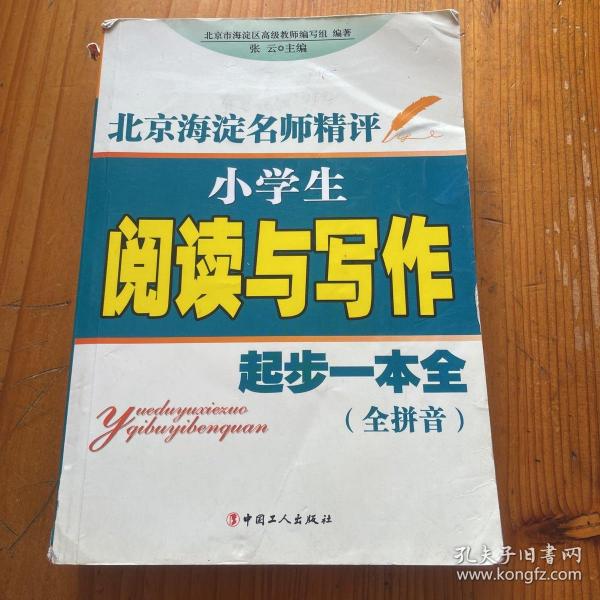 北京市海淀区高级教师编写组 编著
张 云○主编
北京海淀名师精评
小学生
阅读与写作
起步一本全
(全拼音)
Yueduyuxiezuo
qibuyibenquan
中国工人出版社
孔夫子旧书网
www.kongfz.com